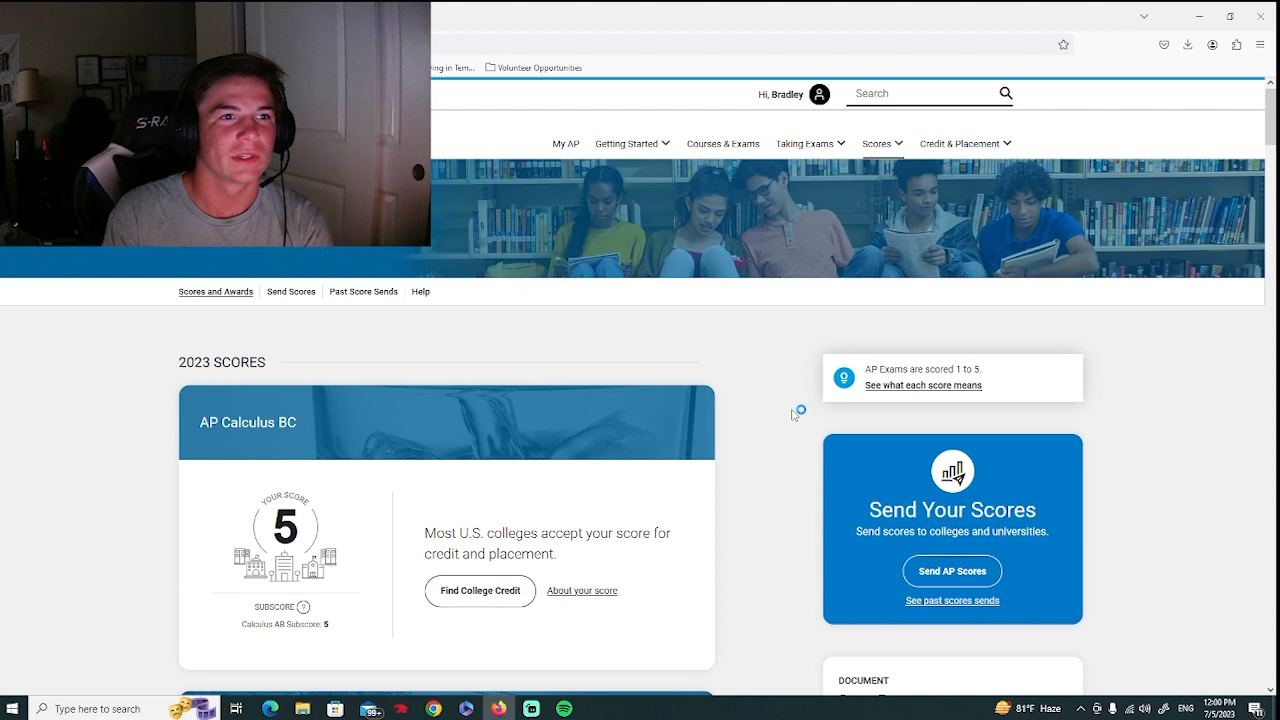 S-RA
ving in Tem...
Volunteer Opportunities
Hi, Bradley
Search
My AP
Getting Started
Courses & Exams
Taking Exams
Scores
Credit & Placement
Scores and Awards
Send Scores
Past Score Sends
Help
2023 SCORES
AP Exams are scored 1 to 5.
See what each score means
AP Calculus BC
YOUR SCORE
5
Most U.S. colleges accept your score for
credit and placement.
Find College Credit
About your score
SUBSCORE ?
Calculus AB Subscore: 5
Send Your Scores
Send scores to colleges and universities.
Send AP Scores
See past scores sends
DOCUMENT
Type here to search
99+
81°F Haze
12:00 PM
7/5/2023